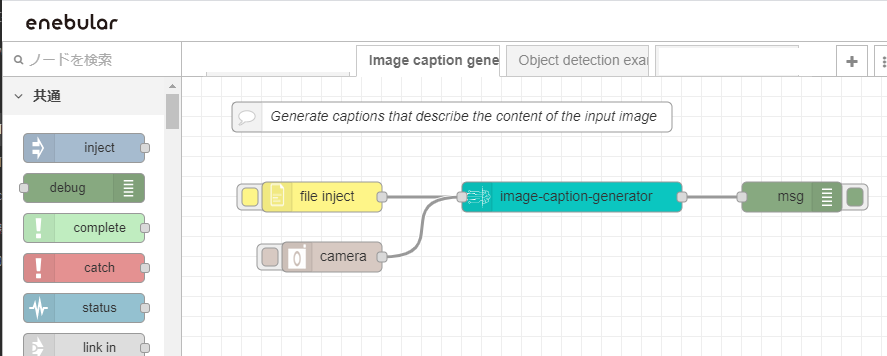 enebular
ノードを検索
Image caption gene
Object detection exa
共通
Generate captions that describe the content of the input image
inject
debug
complete
catch
status
link in
file inject
image-caption-generator
msg
camera